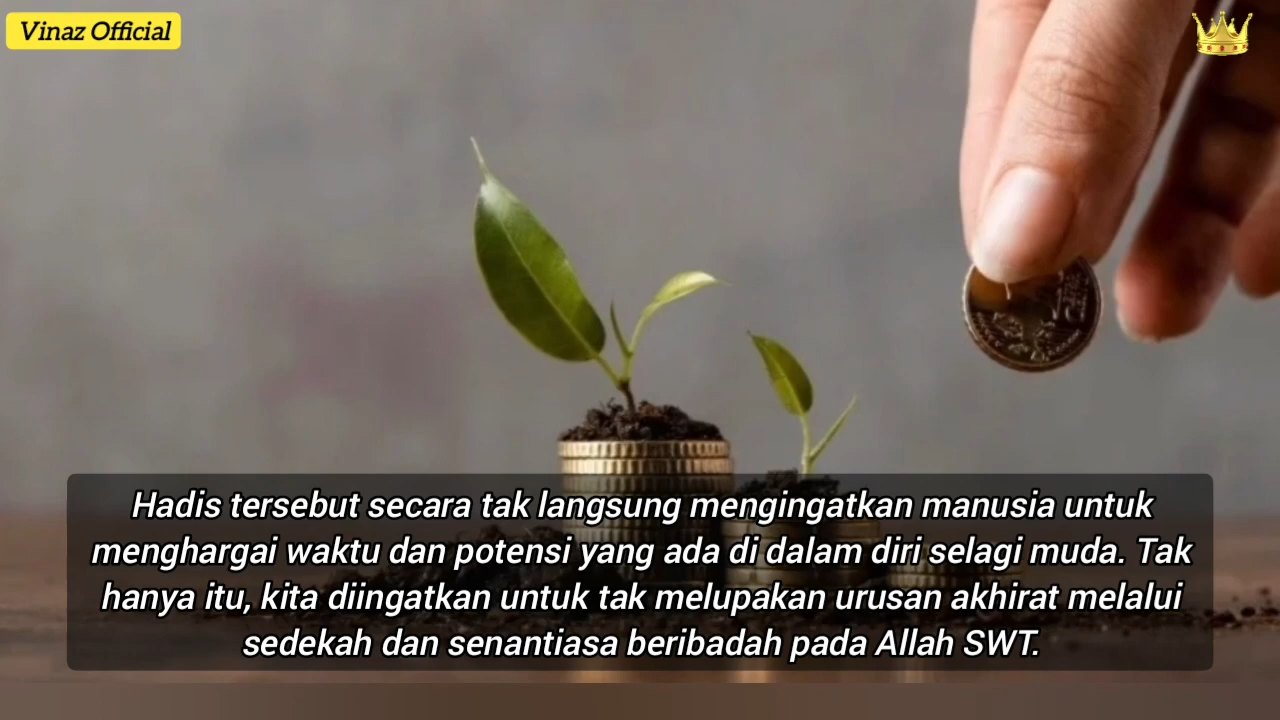 Vinaz Official
Hadis tersebut secara tak langsung mengingatkan manusia untuk
menghargai waktu dan potensi yang ada di dalam diri selagi muda. Tak
hanya itu, kita diingatkan untuk tak melupakan urusan akhirat melalui
sedekah dan senantiasa beribadah pada Allah SWT.